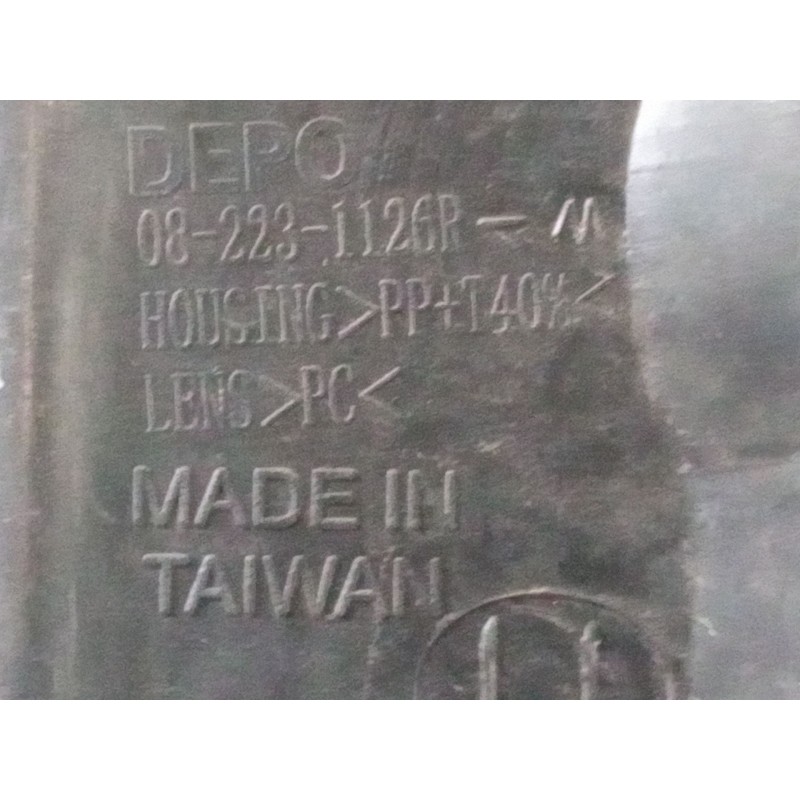 DEPO
08-223-1126R-M
HOUSING>PP+T40%<
LENS>PC<
MADE IN
TAIWAN